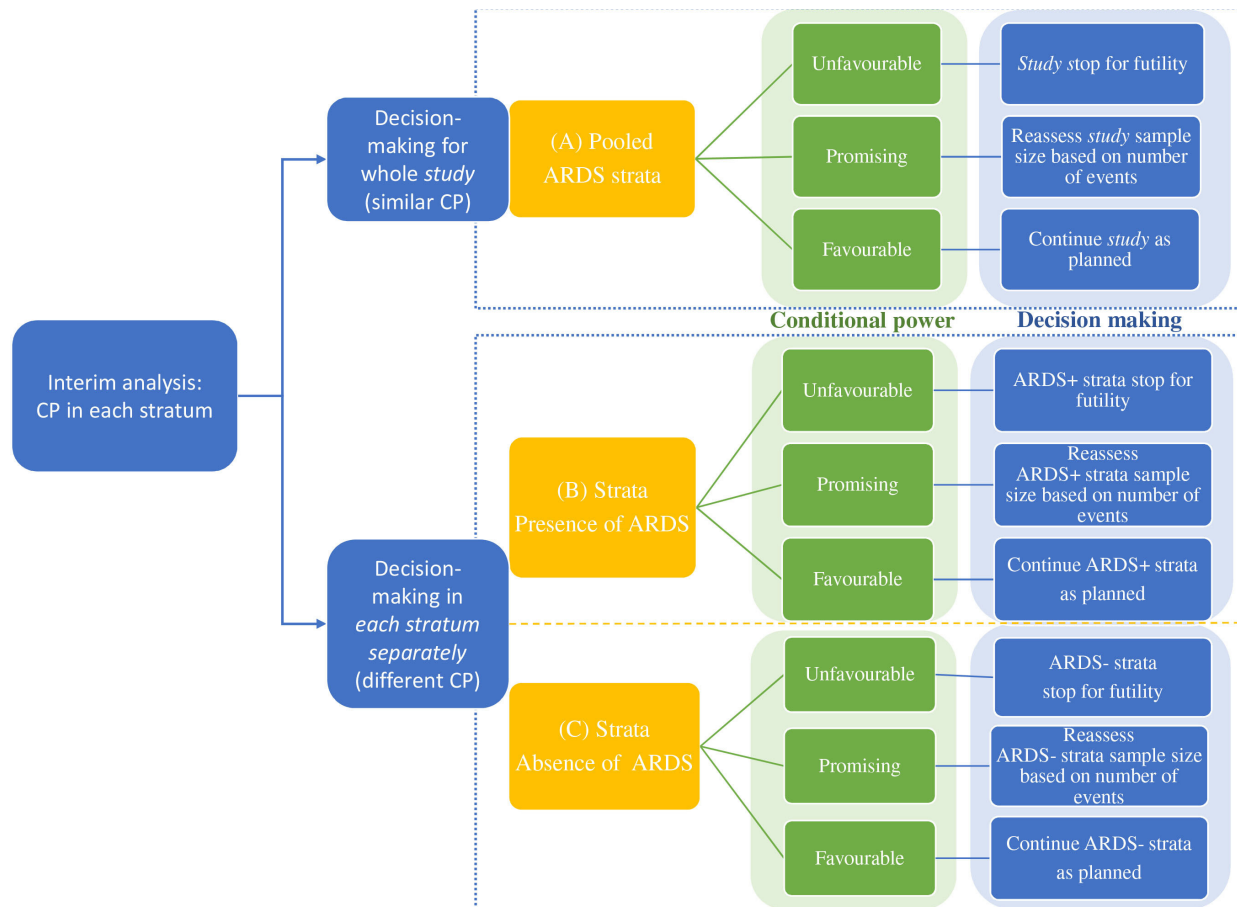 Interim analysis:
CP in each stratum
Decision-
making for
whole study
(similar CP)
(A) Pooled
ARDS strata
Unfavourable
Study stop for futility
Promising
Reassess study sample
size based on number
of events
Favourable
Continue study as
planned
Conditional power
Decision making
Decision-
making in
each stratum
separately
(different CP)
(B) Strata
Presence of ARDS
Unfavourable
ARDS+ strata stop for
futility
Promising
Reassess
ARDS+ strata sample
size based on number of
events
Favourable
Continue ARDS+ strata
as planned
(C) Strata
Absence of ARDS
Unfavourable
ARDS- strata
stop for futility
Promising
Reassess
ARDS- strata sample size
based on number of
events
Favourable
Continue ARDS- strata
as planned